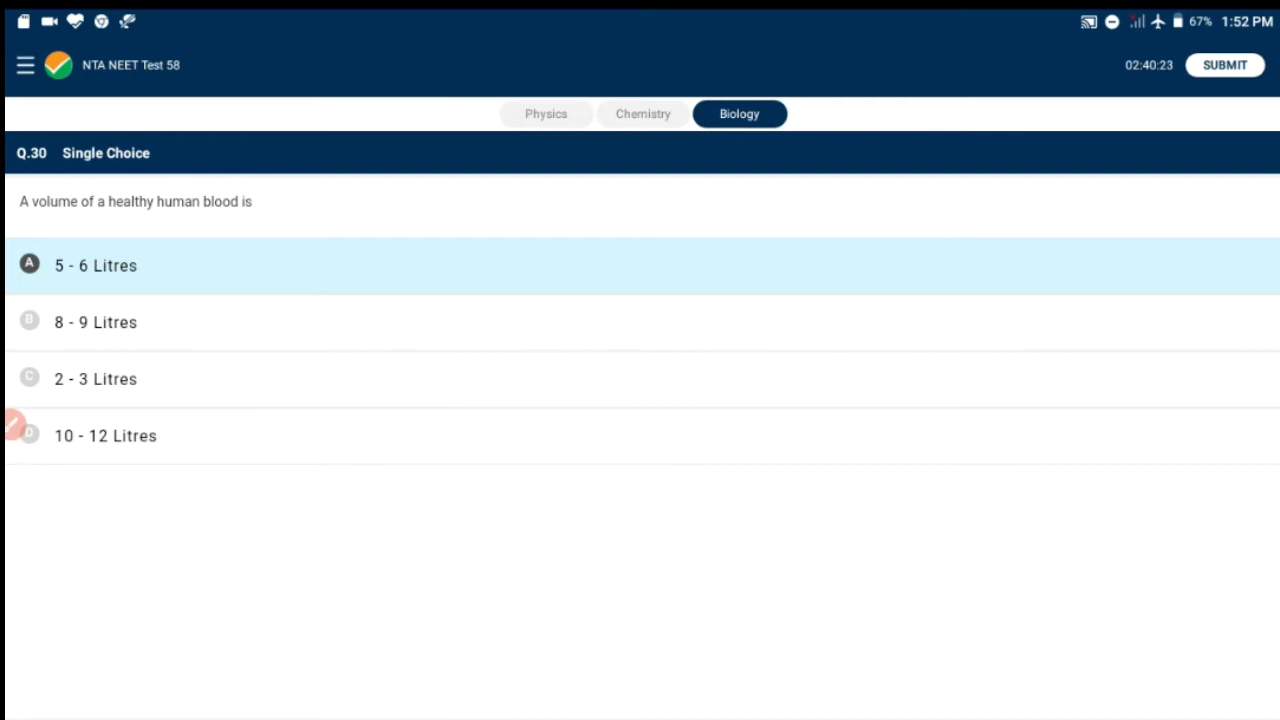 67% 1:52 PM
NTA NEET Test 58
02:40:23 SUBMIT
Physics Chemistry Biology
Q.30 Single Choice
A volume of a healthy human blood is
A 5 - 6 Litres
B 8 - 9 Litres
C 2 - 3 Litres
D 10 - 12 Litres